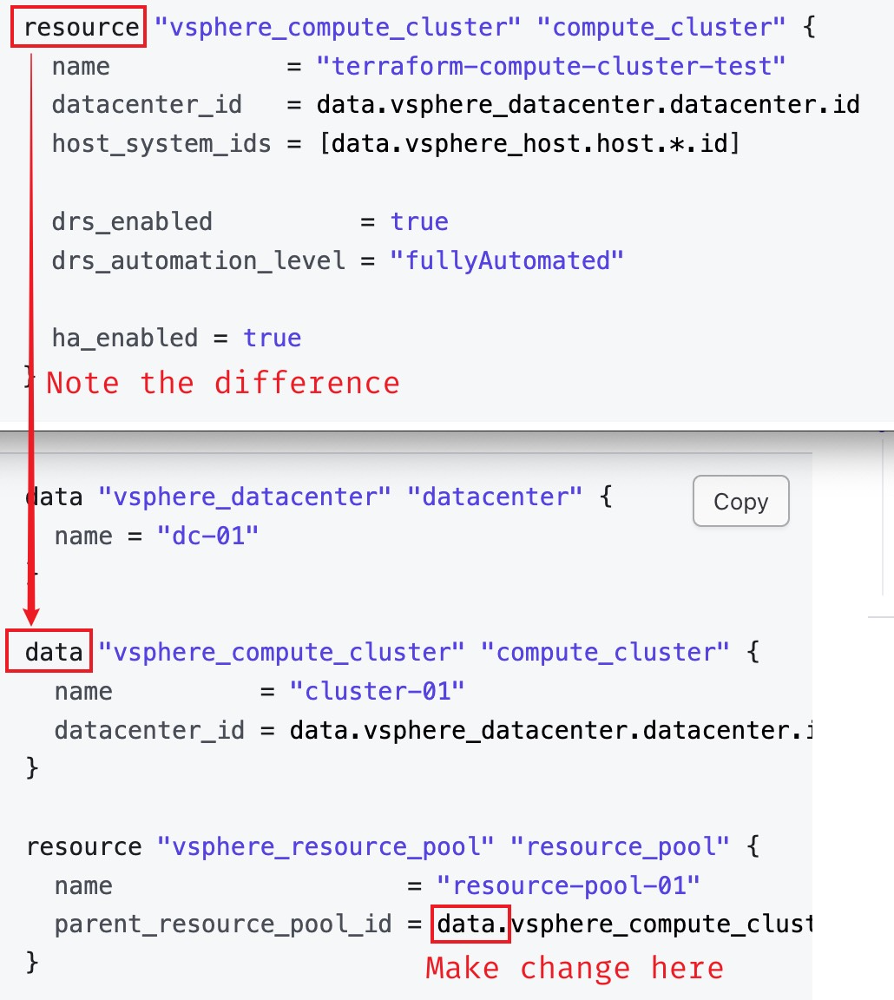 resource "vsphere_compute_cluster" "compute_cluster" {
  name            = "terraform-compute-cluster-test"
  datacenter_id   = data.vsphere_datacenter.datacenter.id
  host_system_ids = [data.vsphere_host.host.*.id]
  drs_enabled          = true
  drs_automation_level = "fullyAutomated"
  ha_enabled = true
}
Note the difference
data "vsphere_datacenter" "datacenter" {
Copy
  name = "dc-01"
}
data "vsphere_compute_cluster" "compute_cluster" {
  name          = "cluster-01"
  datacenter_id = data.vsphere_datacenter.datacenter.i
}
resource "vsphere_resource_pool" "resource_pool" {
  name                    = "resource-pool-01"
  parent_resource_pool_id = data.vsphere_compute_clust
}
Make change here